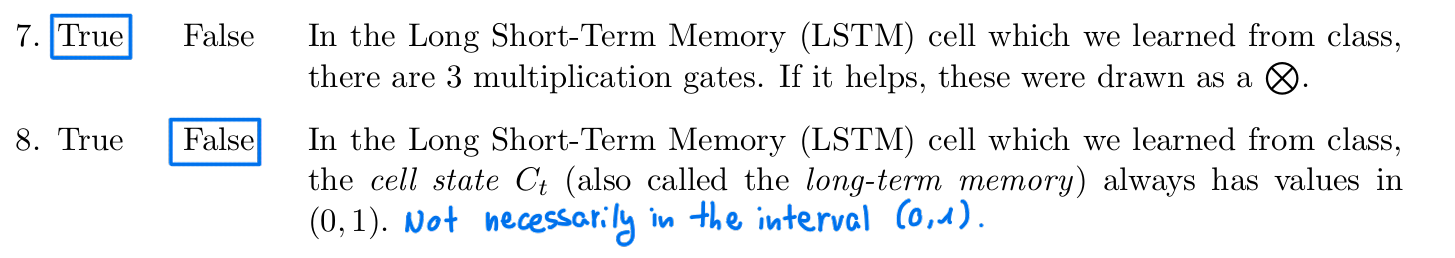 7. True False In the Long Short-Term Memory (LSTM) cell which we learned from class,
there are 3 multiplication gates. If it helps, these were drawn as a ⊗.
8. True False In the Long Short-Term Memory (LSTM) cell which we learned from class,
the cell state Cₜ (also called the long-term memory) always has values in
(0, 1). Not necessarily in the interval (0,1).